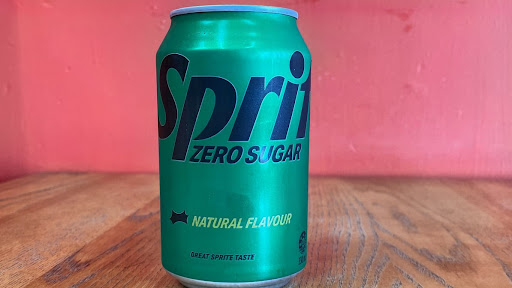 Sprit
ZERO SUGAR
NATURAL FLAVOUR
GREAT SPRITE TASTE